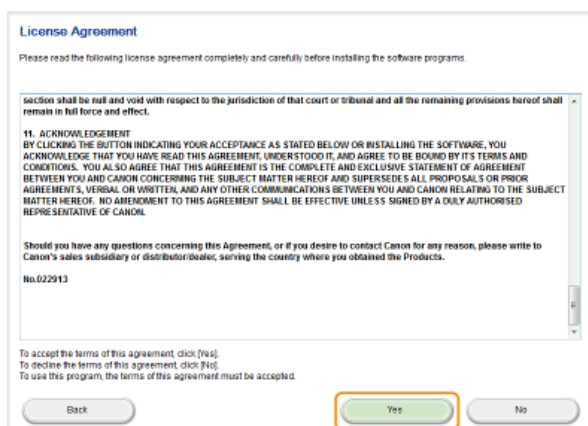 License Agreement
Please read the following license agreement completely and carefully before installing the software programs.
section shall be null and void with respect to the jurisdiction of that court or tribunal and all the remaining provisions hereof shall
remain in full force and effect.
11. ACKNOWLEDGEMENT
BY CLICKING THE BUTTON INDICATING YOUR ACCEPTANCE AS STATED BELOW OR INSTALLING THE SOFTWARE, YOU
ACKNOWLEDGE THAT YOU HAVE READ THIS AGREEMENT, UNDERSTOOD IT, AND AGREE TO BE BOUND BY ITS TERMS AND
CONDITIONS. YOU ALSO AGREE THAT THIS AGREEMENT IS THE COMPLETE AND EXCLUSIVE STATEMENT OF AGREEMENT
BETWEEN YOU AND CANON CONCERNING THE SUBJECT MATTER HEREOF AND SUPERSEDES ALL PROPOSALS OR PRIOR
AGREEMENTS, VERBAL OR WRITTEN, AND ANY OTHER COMMUNICATIONS BETWEEN YOU AND CANON RELATING TO THE SUBJECT
MATTER HEREOF. NO AMENDMENT TO THIS AGREEMENT SHALL BE EFFECTIVE UNLESS SIGNED BY A DULY AUTHORISED
REPRESENTATIVE OF CANON.
Should you have any questions concerning this Agreement, or if you desire to contact Canon for any reason, please write to
Canon's sales subsidiary or distributor/dealer, serving the country where you obtained the Products.
No.022913
To accept the terms of this agreement, click [Yes].
To decline the terms of this agreement, click [No].
To use this program, the terms of this agreement must be accepted.
Back Yes No